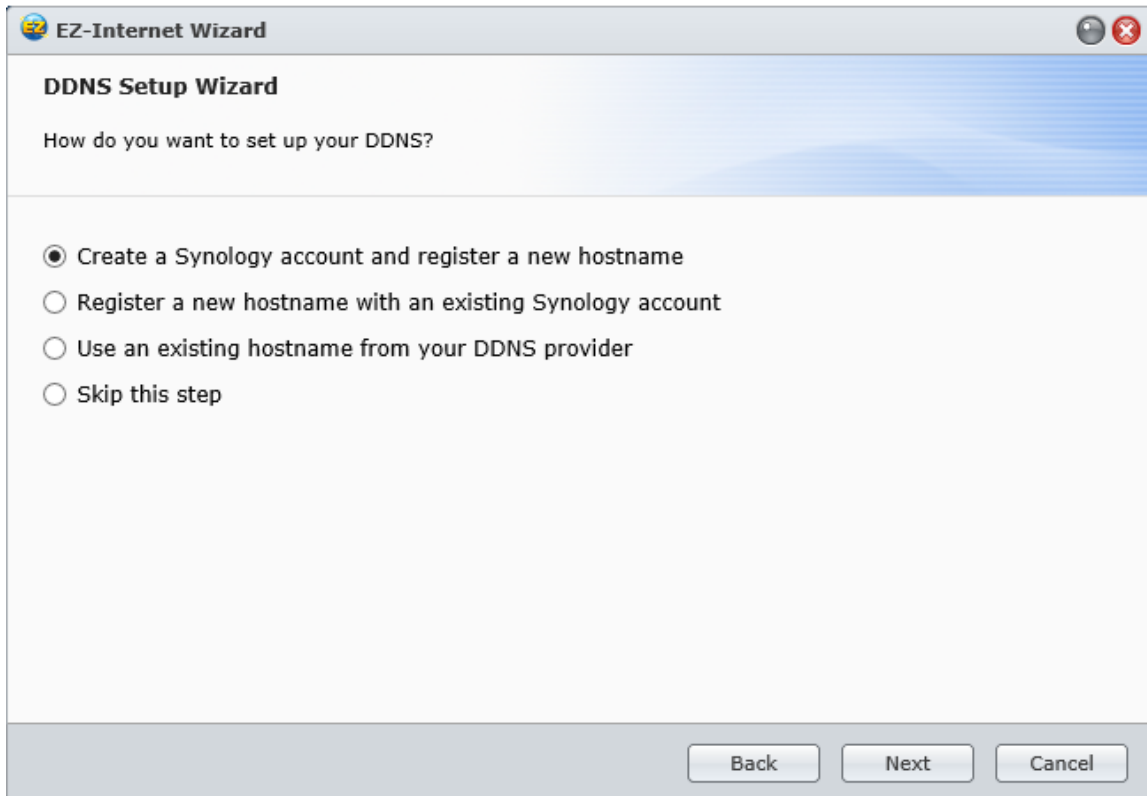 EZ EZ-Internet Wizard
DDNS Setup Wizard
How do you want to set up your DDNS?
Create a Synology account and register a new hostname
Register a new hostname with an existing Synology account
Use an existing hostname from your DDNS provider
Skip this step
Back Next Cancel